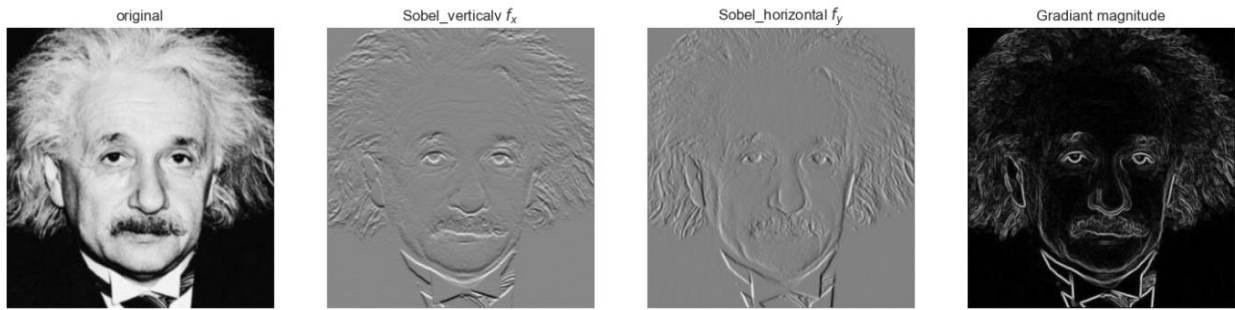 original
Sobel_verticalv f_x
Sobel_horizontal f_y
Gradiant magnitude